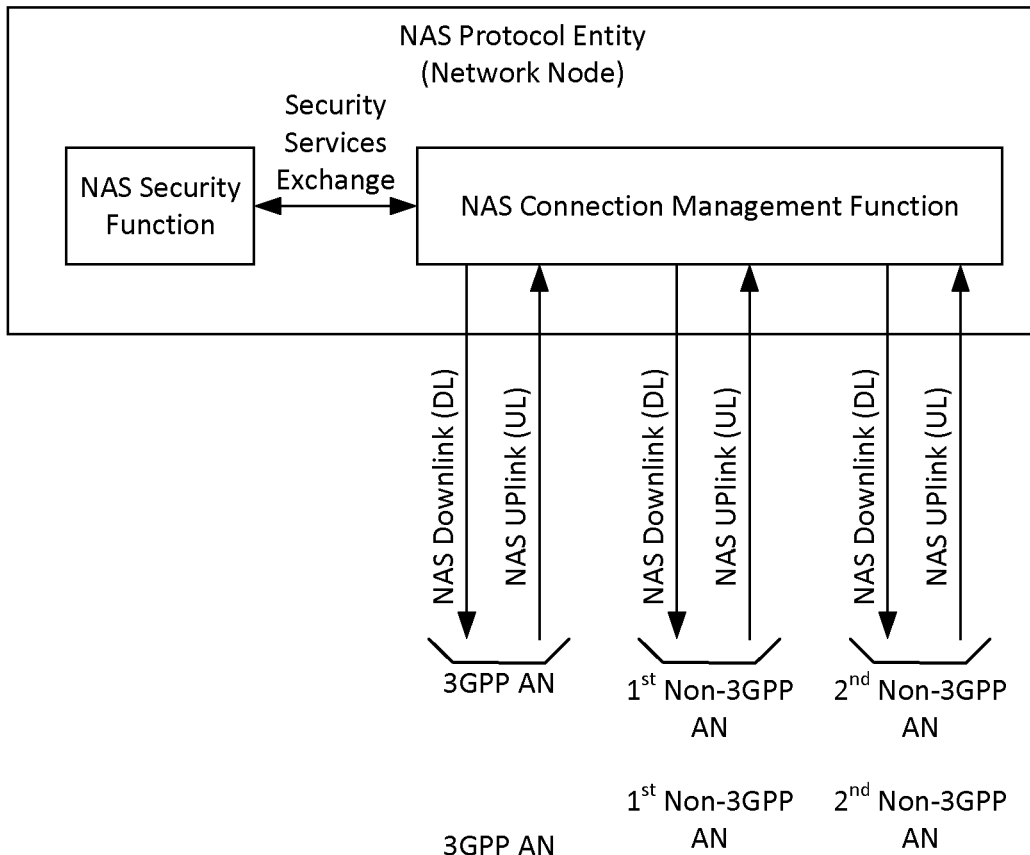 NAS Protocol Entity
(Network Node)
Security
Services
Exchange
NAS Security
Function
NAS Connection Management Function
NAS Downlink (DL)
NAS UPlink (UL)
NAS Downlink (DL)
NAS UPlink (UL)
NAS Downlink (DL)
NAS UPlink (UL)
3GPP AN
1st Non-3GPP
AN
2nd Non-3GPP
AN
1st Non-3GPP
AN
2nd Non-3GPP
AN
3GPP AN